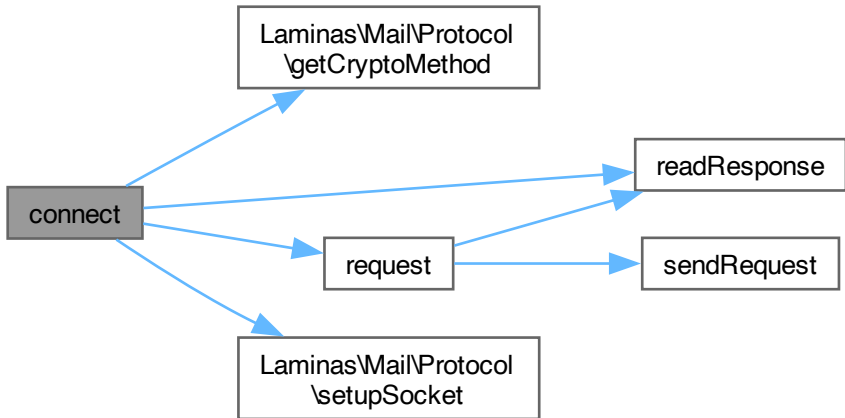 Laminas\Mail\Protocol
\getCryptoMethod
readResponse
connect
request
sendRequest
Laminas\Mail\Protocol
\setupSocket